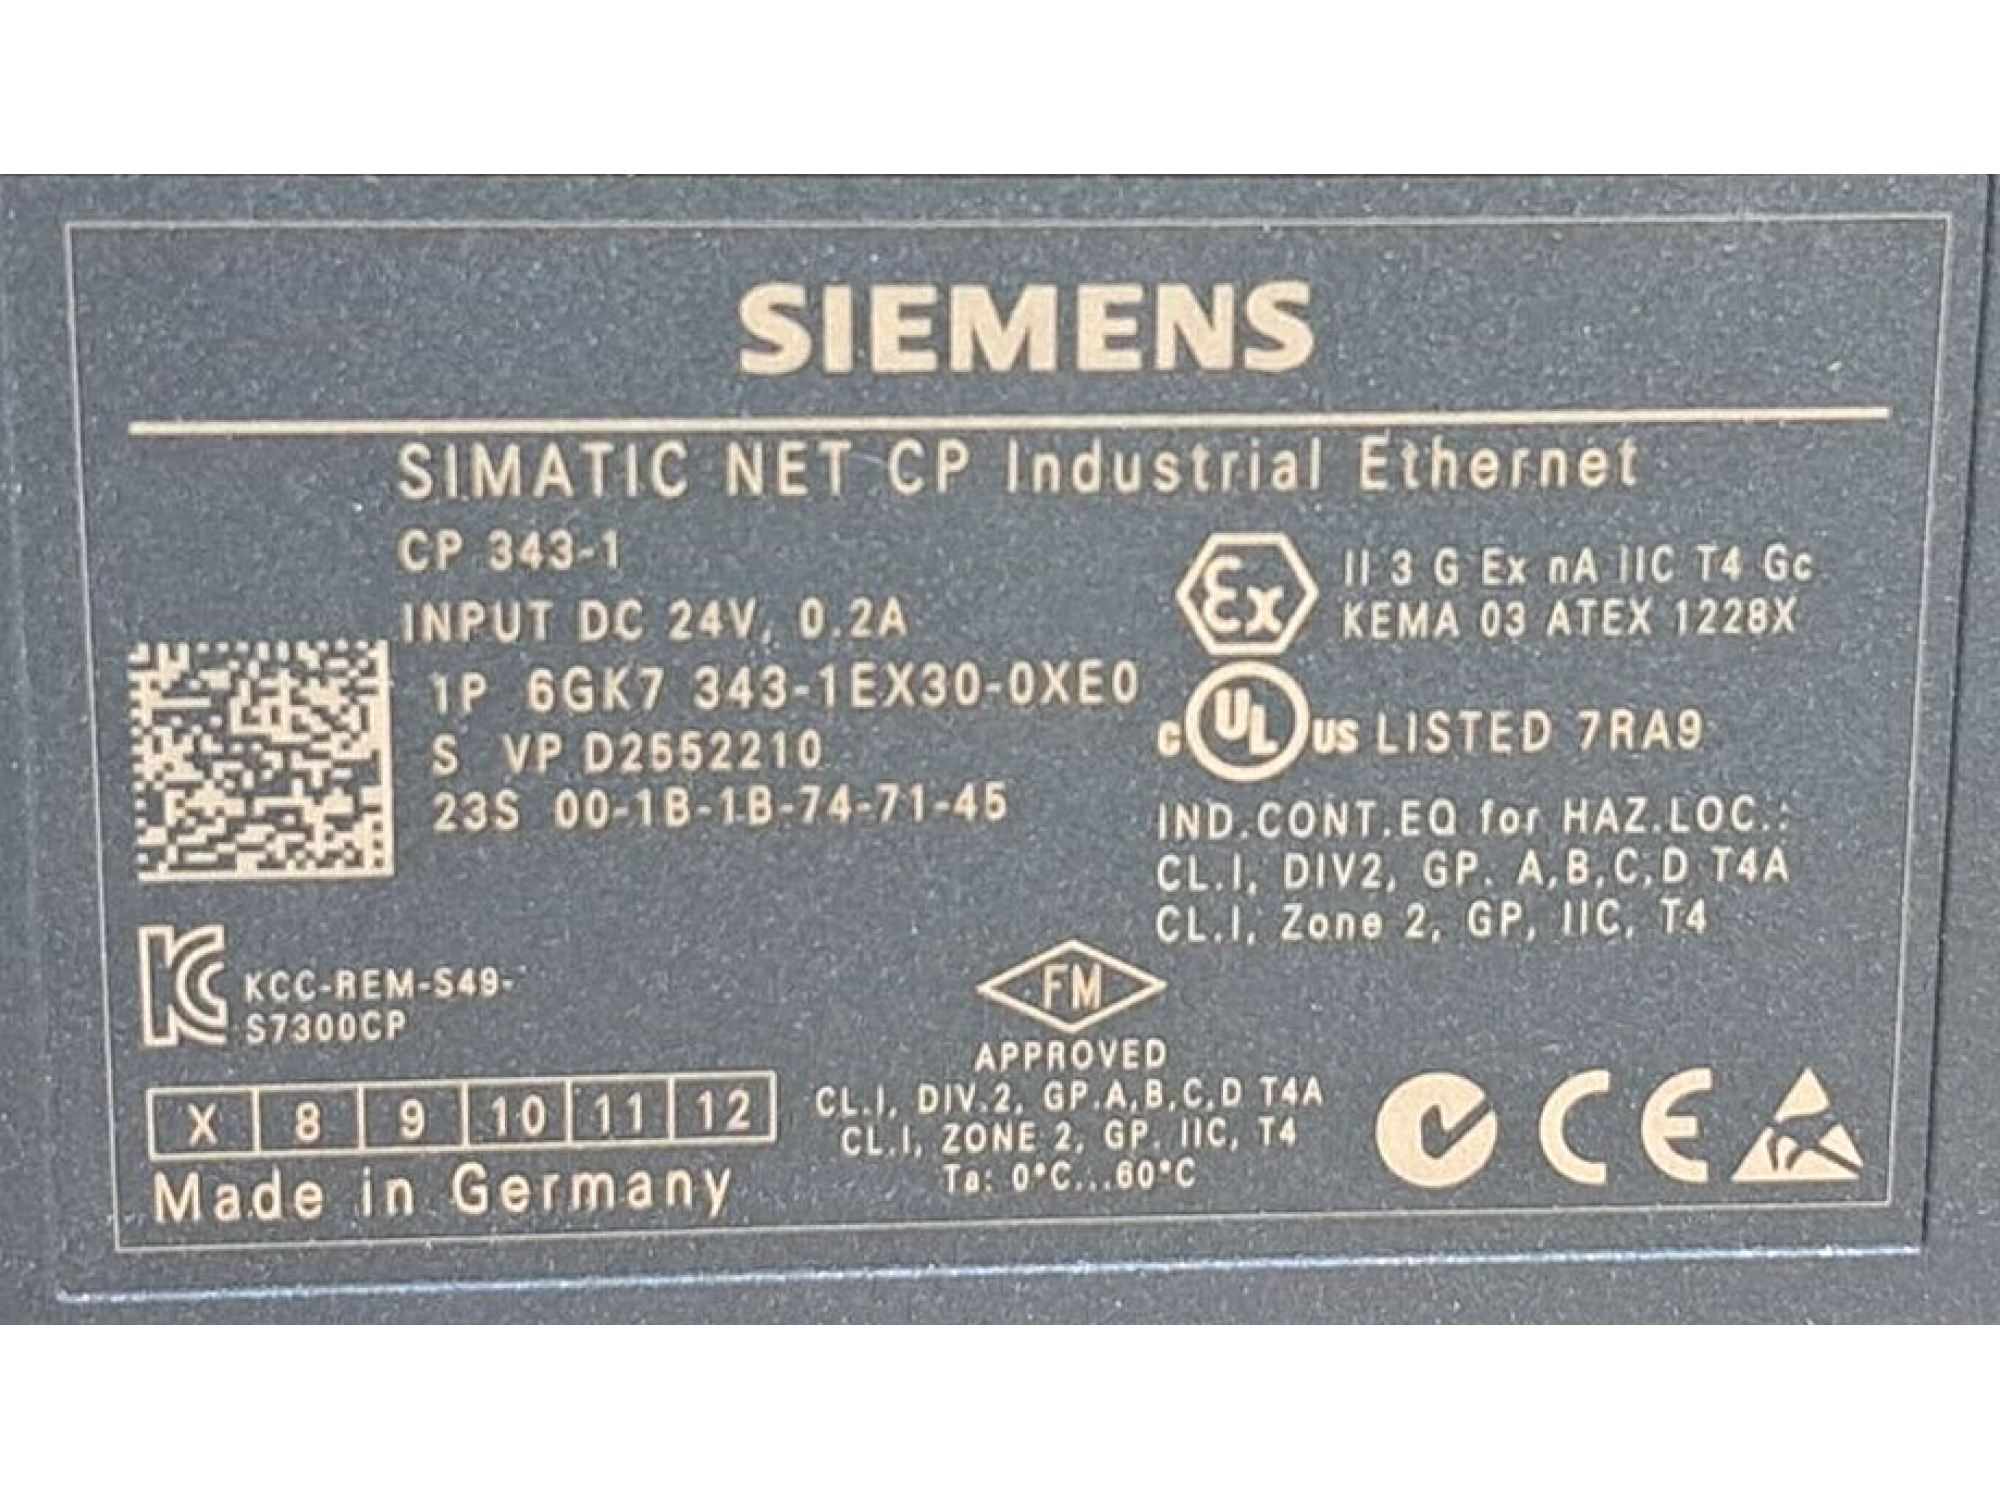 SIEMENS
SIMATIC NET CP Industrial Ethernet
CP 343-1
INPUT DC 24V, 0.2A
1P 6GK7 343-1EX30-0XE0
S VP D2552210
23S 00-1B-1B-74-71-45
Ex II 3 G Ex nA IIC T4 Gc
KEMA 03 ATEX 1228X
c UL US LISTED 7RA9
IND.CONT.EQ for HAZ.LOC.:
CL.I, DIV2, GP. A,B,C,D T4A
CL.I, Zone 2, GP, IIC, T4
KC KCC-REM-S49-
S7300CP
FM
APPROVED
CL.I, DIV.2, GP.A,B,C,D T4A
CL.I, ZONE 2, GP. IIC, T4
Ta: 0°C...60°C
X 8 9 10 11 12
Made in Germany
CE